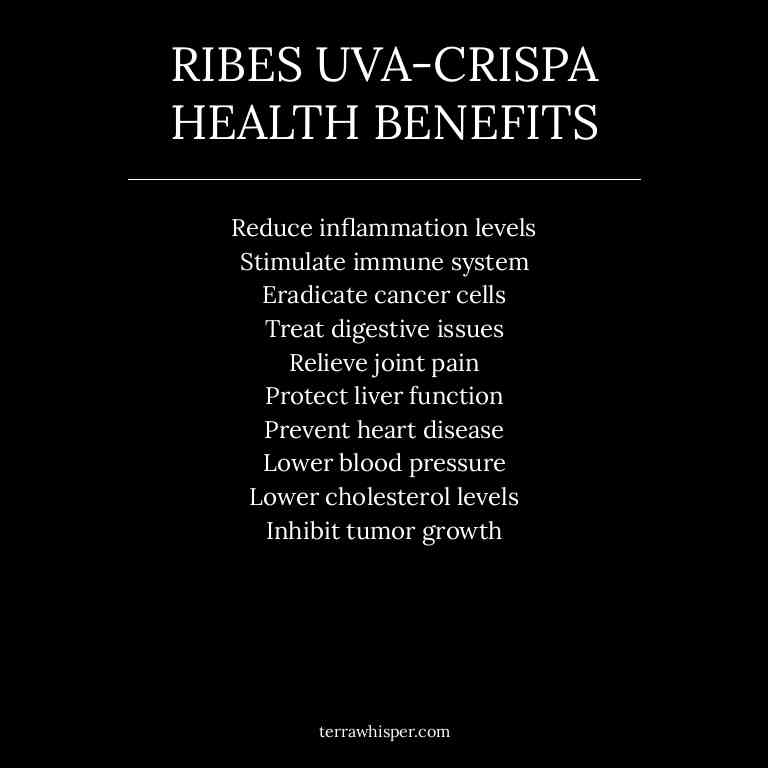 RIBES UVA-CRISPA
HEALTH BENEFITS
Reduce inflammation levels
Stimulate immune system
Eradicate cancer cells
Treat digestive issues
Relieve joint pain
Protect liver function
Prevent heart disease
Lower blood pressure
Lower cholesterol levels
Inhibit tumor growth
terrawhisper.com